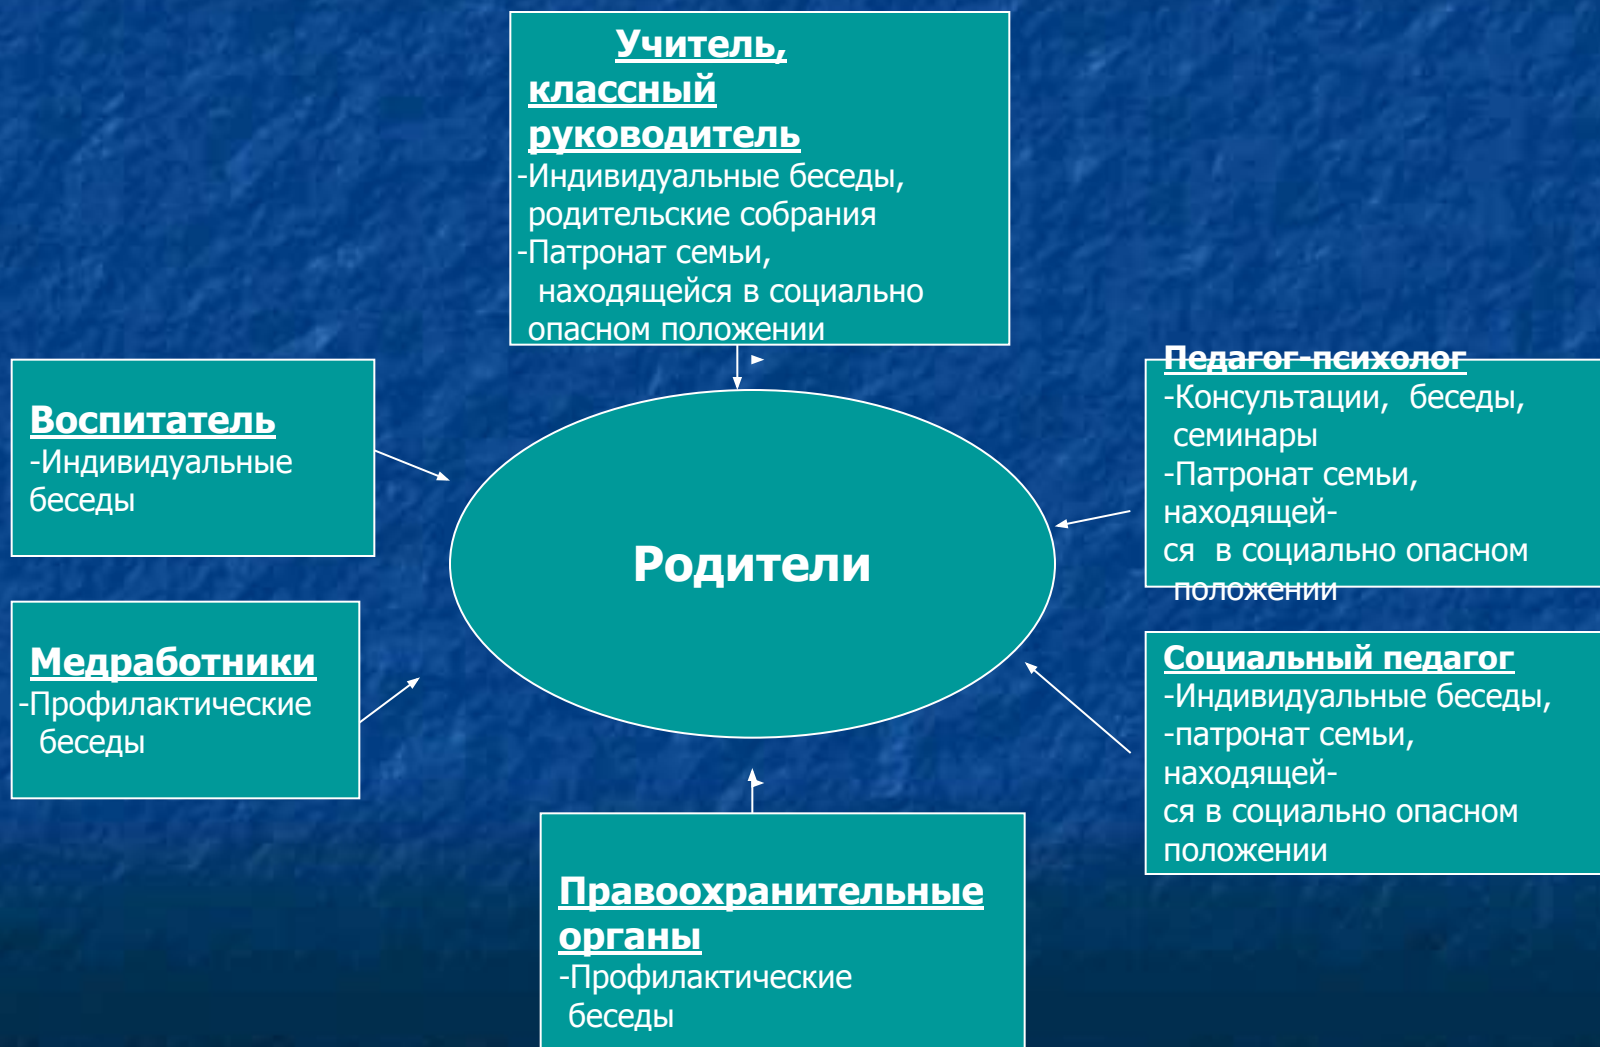 Учитель,
классный
руководитель
-Индивидуальные беседы,
родительские собрания
-Патронат семьи,
находящейся в социально
опасном положении
Воспитатель
-Индивидуальные
беседы
Медработники
-Профилактические
беседы
Родители
Педагог-психолог
-Консультации, беседы,
семинары
-Патронат семьи,
находящей-
ся в социально опасном
положении
Социальный педагог
-Индивидуальные беседы,
-патронат семьи,
находящей-
ся в социально опасном
положении
Правоохранительные
органы
-Профилактические
беседы